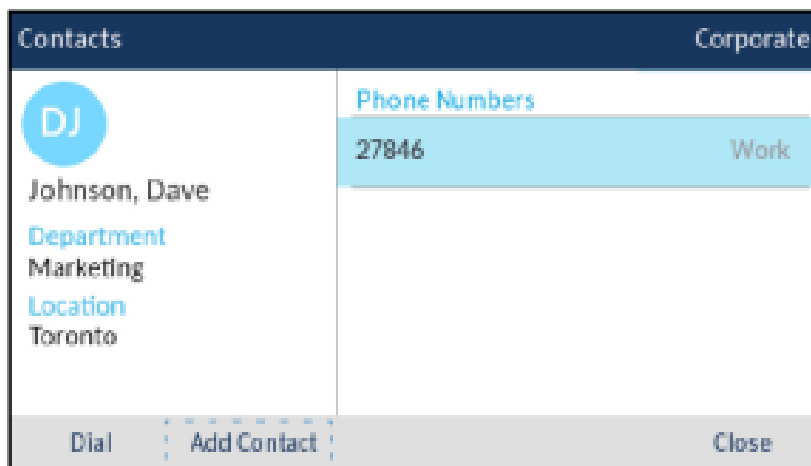 Contacts Corporate
DJ
Johnson, Dave
Department
Marketing
Location
Toronto
Phone Numbers
27846 Work
Dial Add Contact Close